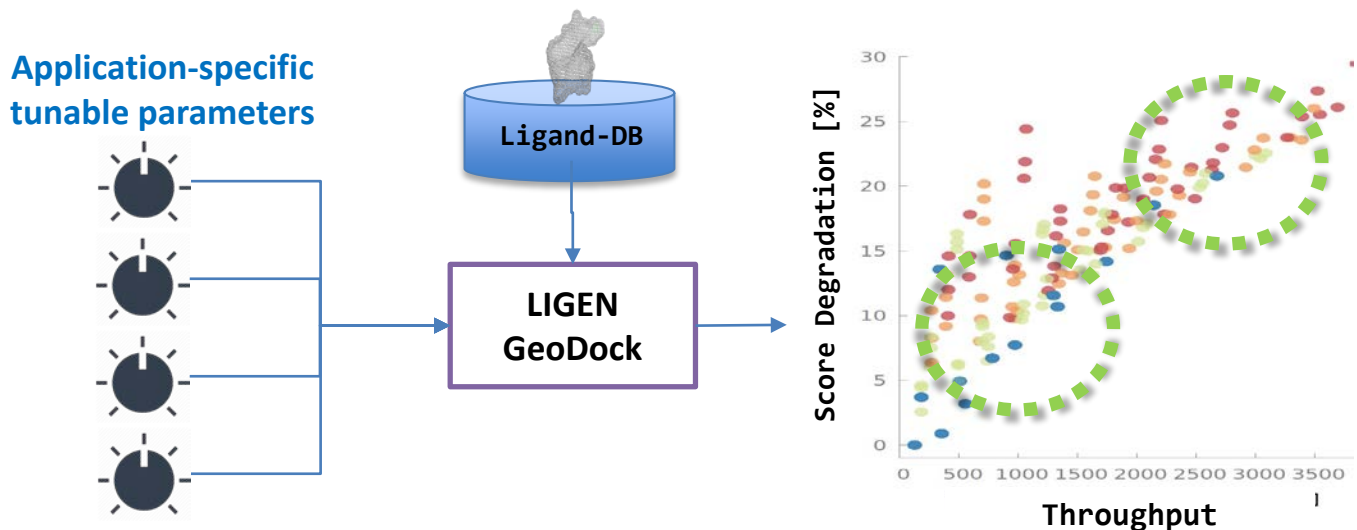 Application-specific
tunable parameters
Ligand-DB
LIGEN
GeoDock
Score Degradation [%]
30
25
20
15
10
5
0
0 500 1000 1500 2000 2500 3000 3500
Throughput